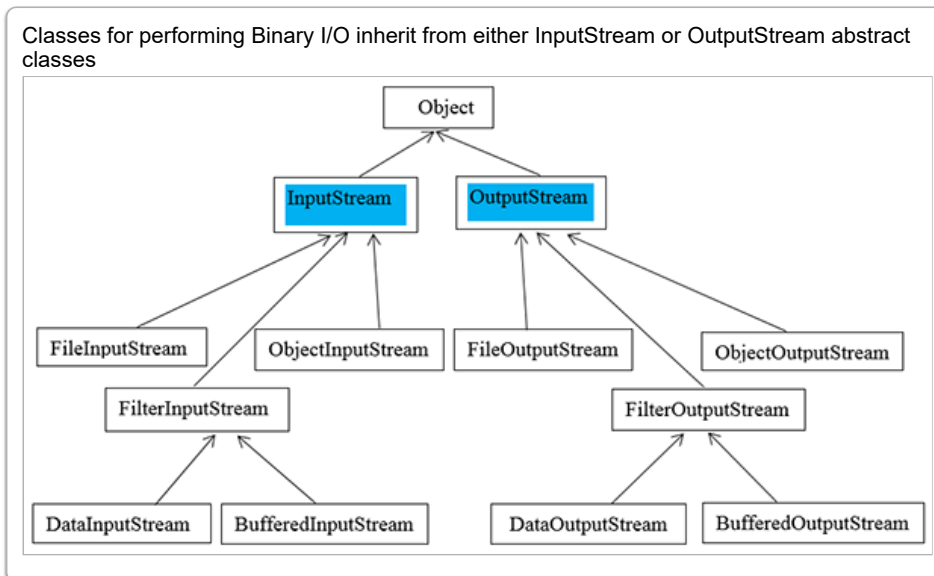 Classes for performing Binary I/O inherit from either InputStream or OutputStream abstract
classes
Object
InputStream
OutputStream
FileInputStream
ObjectInputStream
FileOutputStream
ObjectOutputStream
FilterInputStream
FilterOutputStream
DataInputStream
BufferedInputStream
DataOutputStream
BufferedOutputStream